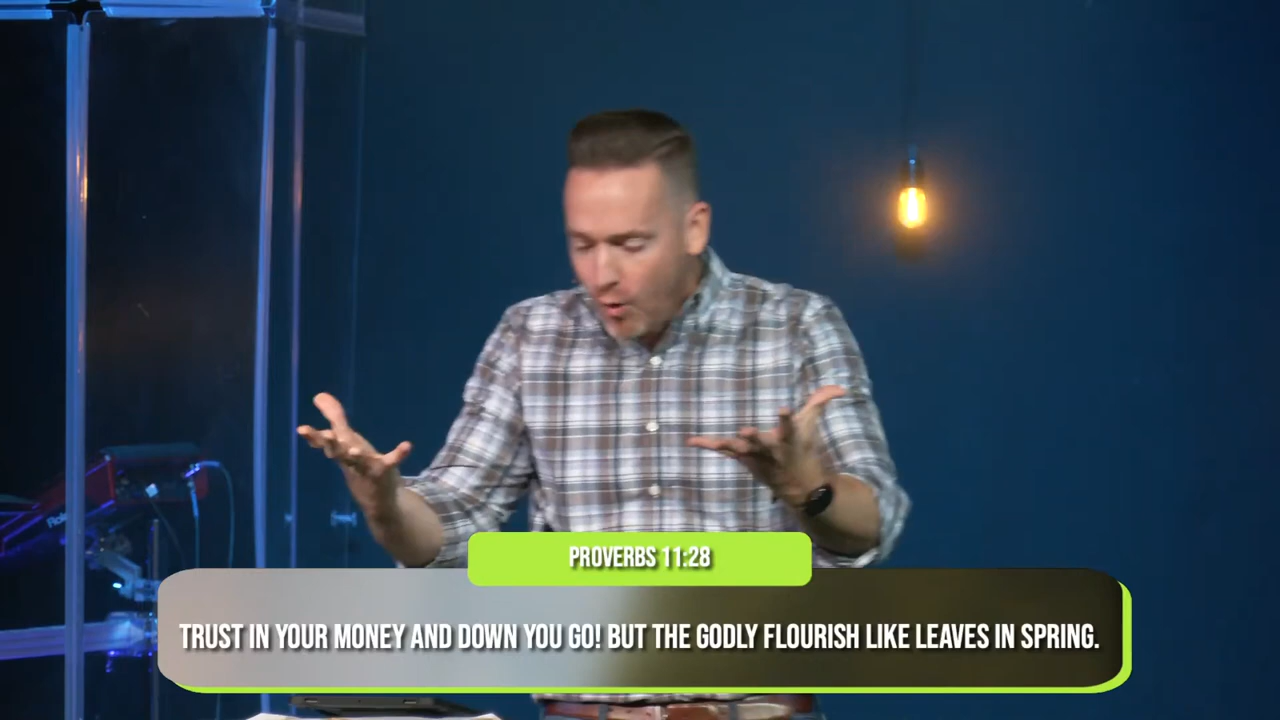 PROVERBS 11:28
TRUST IN YOUR MONEY AND DOWN YOU GO! BUT THE GODLY FLOURISH LIKE LEAVES IN SPRING.